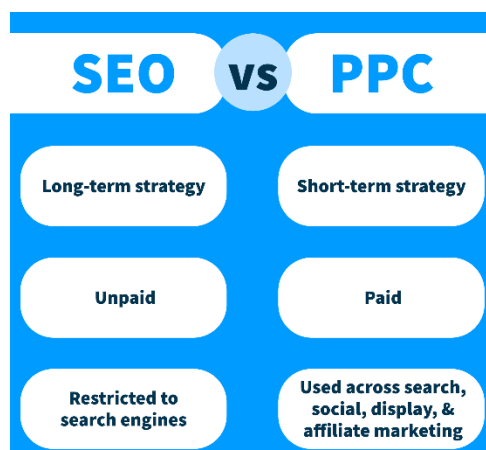 SEO vs PPC
Long-term strategy
Short-term strategy
Unpaid
Paid
Restricted to
search engines
Used across search,
social, display, &
affiliate marketing